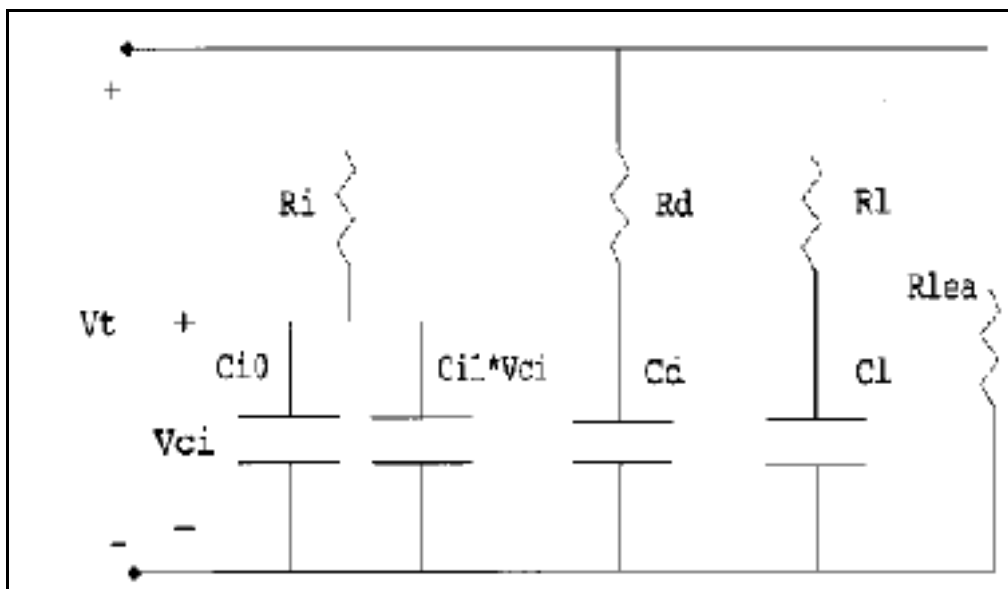 +
Ri
Rd
Rl
Rlea
Vt
+
Ci0
Ci1*Vci
Cd
Cl
Vci
-
-